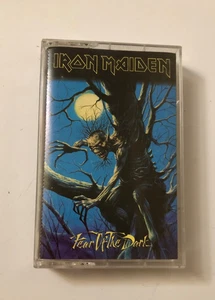 IRON MAIDEN
Fear Of The Dark